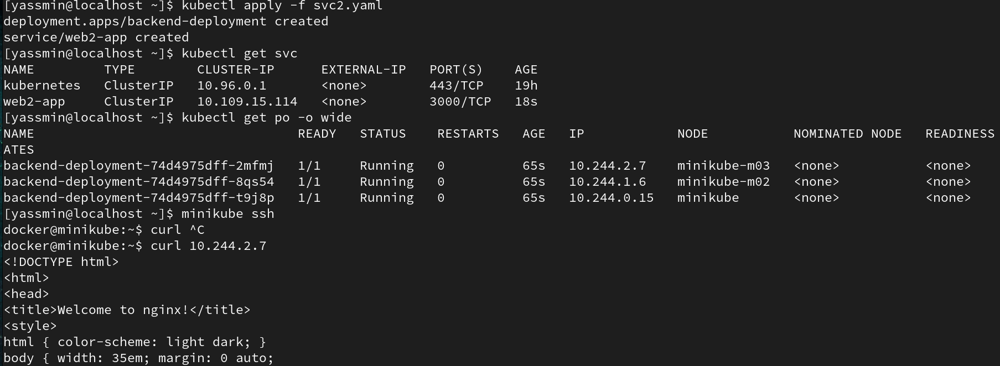 [yassmin@localhost ~]$ kubectl apply -f svc2.yaml
deployment.apps/backend-deployment created
service/web2-app created
[yassmin@localhost ~]$ kubectl get svc
NAME         TYPE        CLUSTER-IP      EXTERNAL-IP   PORT(S)    AGE
kubernetes   ClusterIP   10.96.0.1       <none>        443/TCP    19h
web2-app     ClusterIP   10.109.15.114   <none>        3000/TCP   18s
[yassmin@localhost ~]$ kubectl get po -o wide
NAME                                  READY   STATUS    RESTARTS   AGE   IP            NODE           NOMINATED NODE   READINESS
ATES
backend-deployment-74d4975dff-2mfmj   1/1     Running   0          65s   10.244.2.7    minikube-m03   <none>           <none>
backend-deployment-74d4975dff-8qs54   1/1     Running   0          65s   10.244.1.6    minikube-m02   <none>           <none>
backend-deployment-74d4975dff-t9j8p   1/1     Running   0          65s   10.244.0.15   minikube       <none>           <none>
[yassmin@localhost ~]$ minikube ssh
docker@minikube:~$ curl ^C
docker@minikube:~$ curl 10.244.2.7
<!DOCTYPE html>
<html>
<head>
<title>Welcome to nginx!</title>
<style>
html { color-scheme: light dark; }
body { width: 35em; margin: 0 auto;